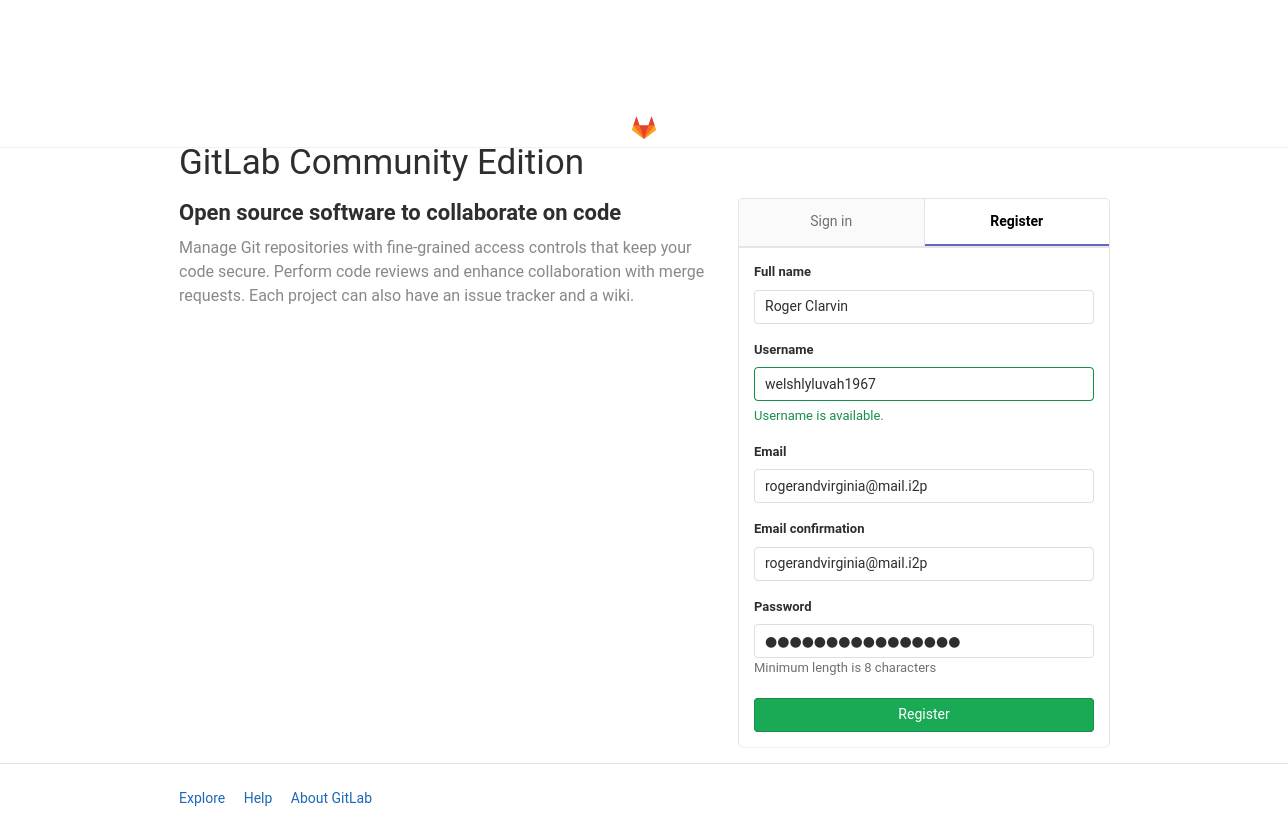 GitLab Community Edition
Open source software to collaborate on code
Manage Git repositories with fine-grained access controls that keep your
code secure. Perform code reviews and enhance collaboration with merge
requests. Each project can also have an issue tracker and a wiki.
Sign in
Register
Full name
Roger Clarvin
Username
welshlyluvah1967
Username is available.
Email
rogerandvirginia@mail.i2p
Email confirmation
rogerandvirginia@mail.i2p
Password
●●●●●●●●●●●●●●●●
Minimum length is 8 characters
Register
Explore Help About GitLab